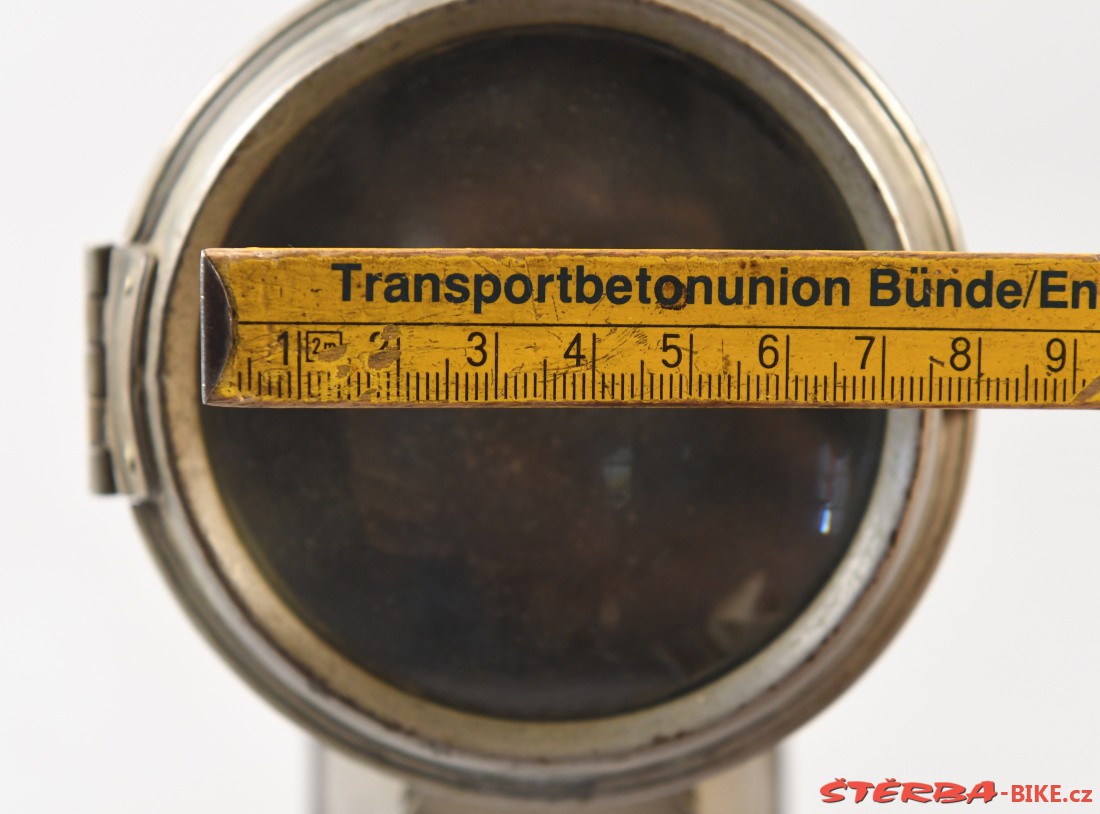 Transportbetonunion Bünde/En
1 2m 2 3 4 5 6 7 8 9
ŠTĚRBA-BIKE.cz